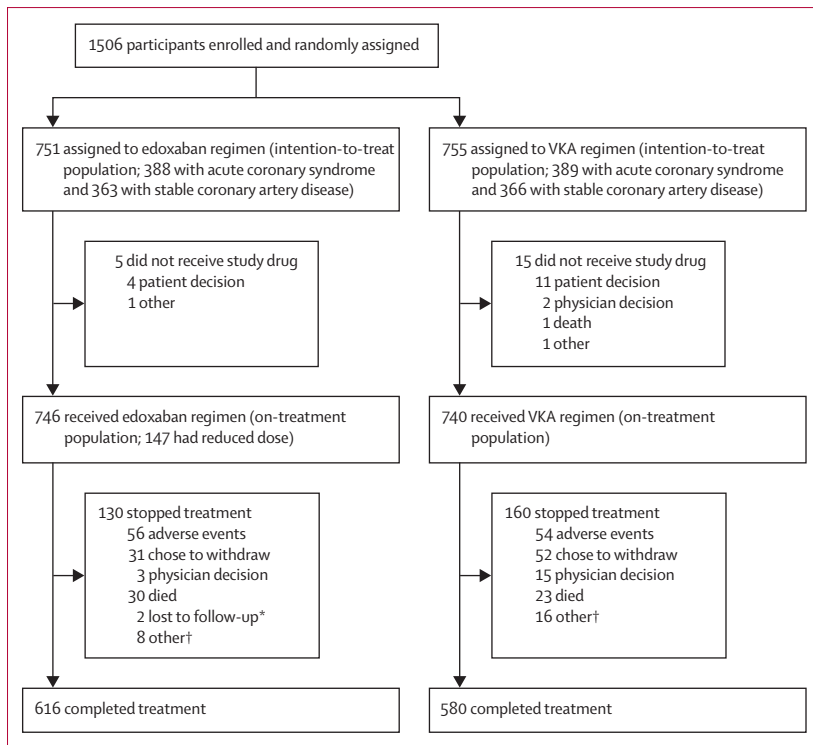 1506 participants enrolled and randomly assigned
751 assigned to edoxaban regimen (intention-to-treat
population; 388 with acute coronary syndrome
and 363 with stable coronary artery disease)
755 assigned to VKA regimen (intention-to-treat
population; 389 with acute coronary syndrome
and 366 with stable coronary artery disease)
5 did not receive study drug
4 patient decision
1 other
15 did not receive study drug
11 patient decision
2 physician decision
1 death
1 other
746 received edoxaban regimen (on-treatment
population; 147 had reduced dose)
740 received VKA regimen (on-treatment
population)
130 stopped treatment
56 adverse events
31 chose to withdraw
3 physician decision
30 died
2 lost to follow-up*
8 other†
160 stopped treatment
54 adverse events
52 chose to withdraw
15 physician decision
23 died
16 other†
616 completed treatment
580 completed treatment